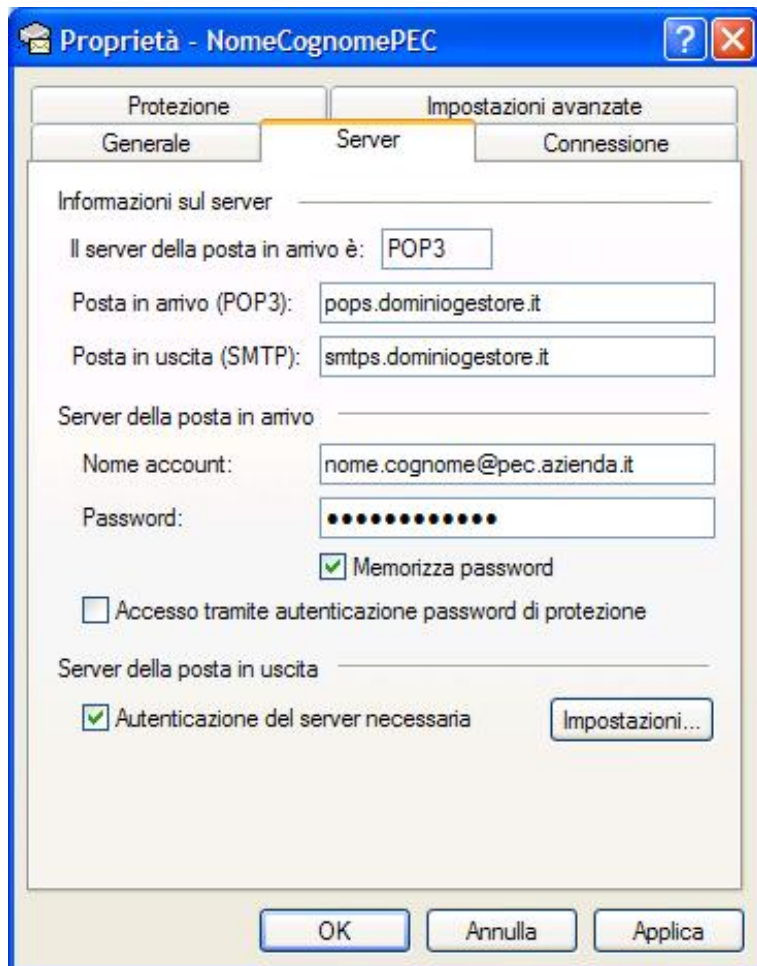 Proprietà - NomeCognomePEC
Protezione
Impostazioni avanzate
Generale
Server
Connessione
Informazioni sul server
Il server della posta in arrivo è: POP3
Posta in arrivo (POP3): pops.dominiogestore.it
Posta in uscita (SMTP): smtps.dominiogestore.it
Server della posta in arrivo
Nome account: nome.cognome@pec.azienda.it
Password: ●●●●●●●●●●●●
Memorizza password
Accesso tramite autenticazione password di protezione
Server della posta in uscita
Autenticazione del server necessaria
Impostazioni...
OK
Annulla
Applica